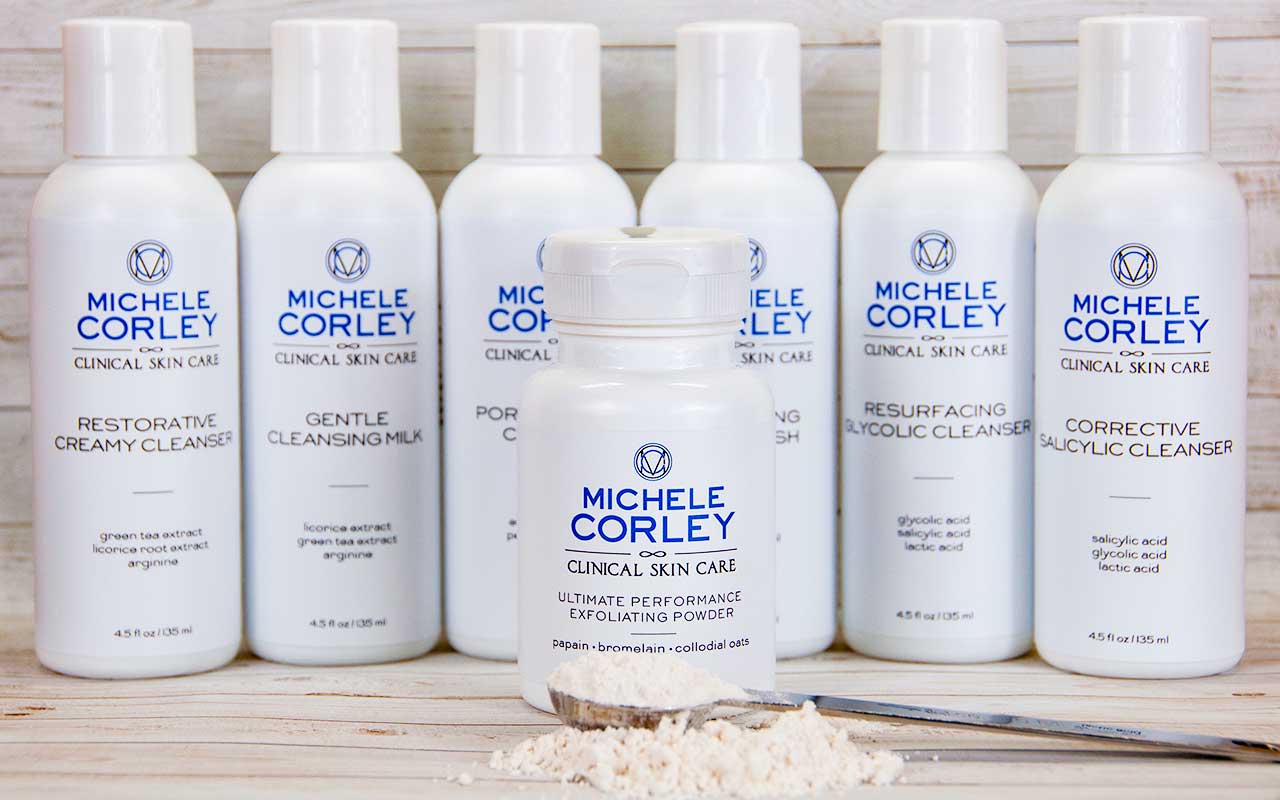 MICHELE
CORLEY
CLINICAL SKIN CARE
RESTORATIVE
CREAMY CLEANSER
green tea extract
licorice root extract
arginine
4.5 fl oz / 135 ml
MICHELE
CORLEY
CLINICAL SKIN CARE
GENTLE
CLEANSING MILK
licorice extract
green tea extract
arginine
4.5 fl oz / 135 ml
MICHELE
CORLEY
CLINICAL SKIN CARE
ULTIMATE PERFORMANCE
EXFOLIATING POWDER
papain • bromelain • collodial oats
CLINICAL SKIN CARE
RESURFACING
GLYCOLIC CLEANSER
MICHELE
CORLEY
glycolic acid
salicylic acid
lactic acid
4.5 fl oz / 135 ml
MICHELE
CORLEY
CLINICAL SKIN CARE
CORRECTIVE
SALICYLIC CLEANSER
salicylic acid
glycolic acid
lactic acid
4.5 fl oz / 135 ml